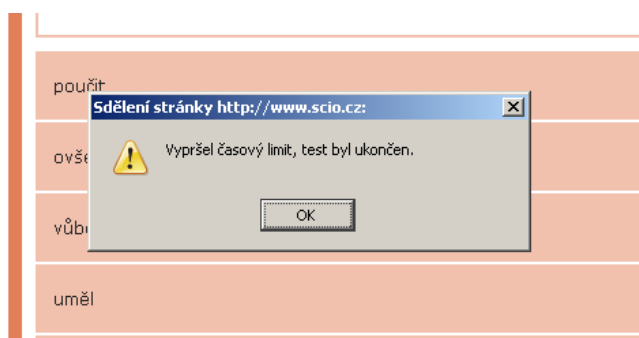 poučit
Sdělení stránky http://www.scio.cz:
Vypršel časový limit, test byl ukončen.
OK
uměl